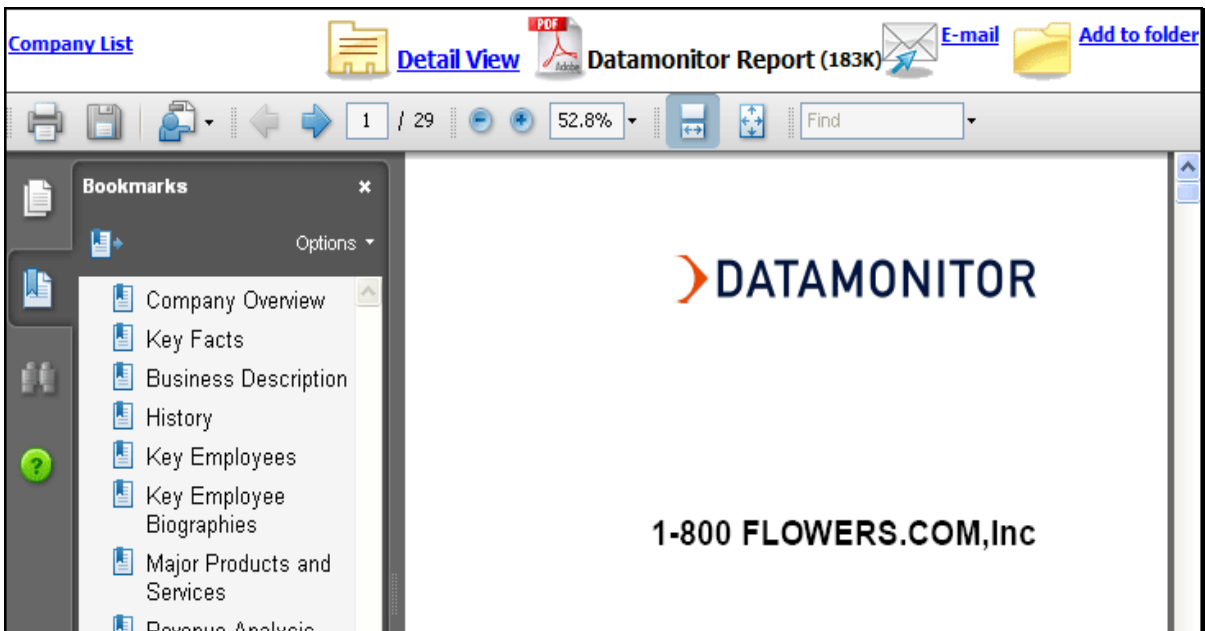 Company List
Detail View
PDF
Adobe
Datamonitor Report (183K)
E-mail
Add to folder
1 / 29
52.8%
Find
Bookmarks
Options
Company Overview
Key Facts
Business Description
History
Key Employees
Key Employee
Biographies
Major Products and
Services
Revenue Analysis
?
DATAMONITOR
1-800 FLOWERS.COM,Inc